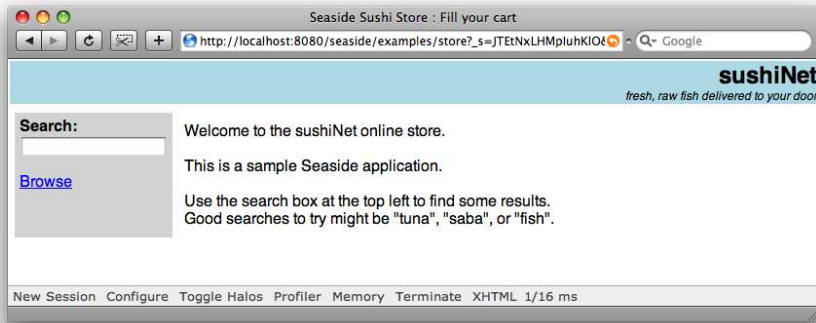 Seaside Sushi Store : Fill your cart
http://localhost:8080/seaside/examples/store?_s=
Google
sushiNet
fresh, raw fish delivered to your door
Search:
Welcome to the sushiNet online store.
This is a sample Seaside application.
Browse
Use the search box at the top left to find some results.
Good searches to try might be "tuna", "saba", or "fish".
New Session Configure Toggle Halos Profiler Memory Terminate XHTML 1/16 ms